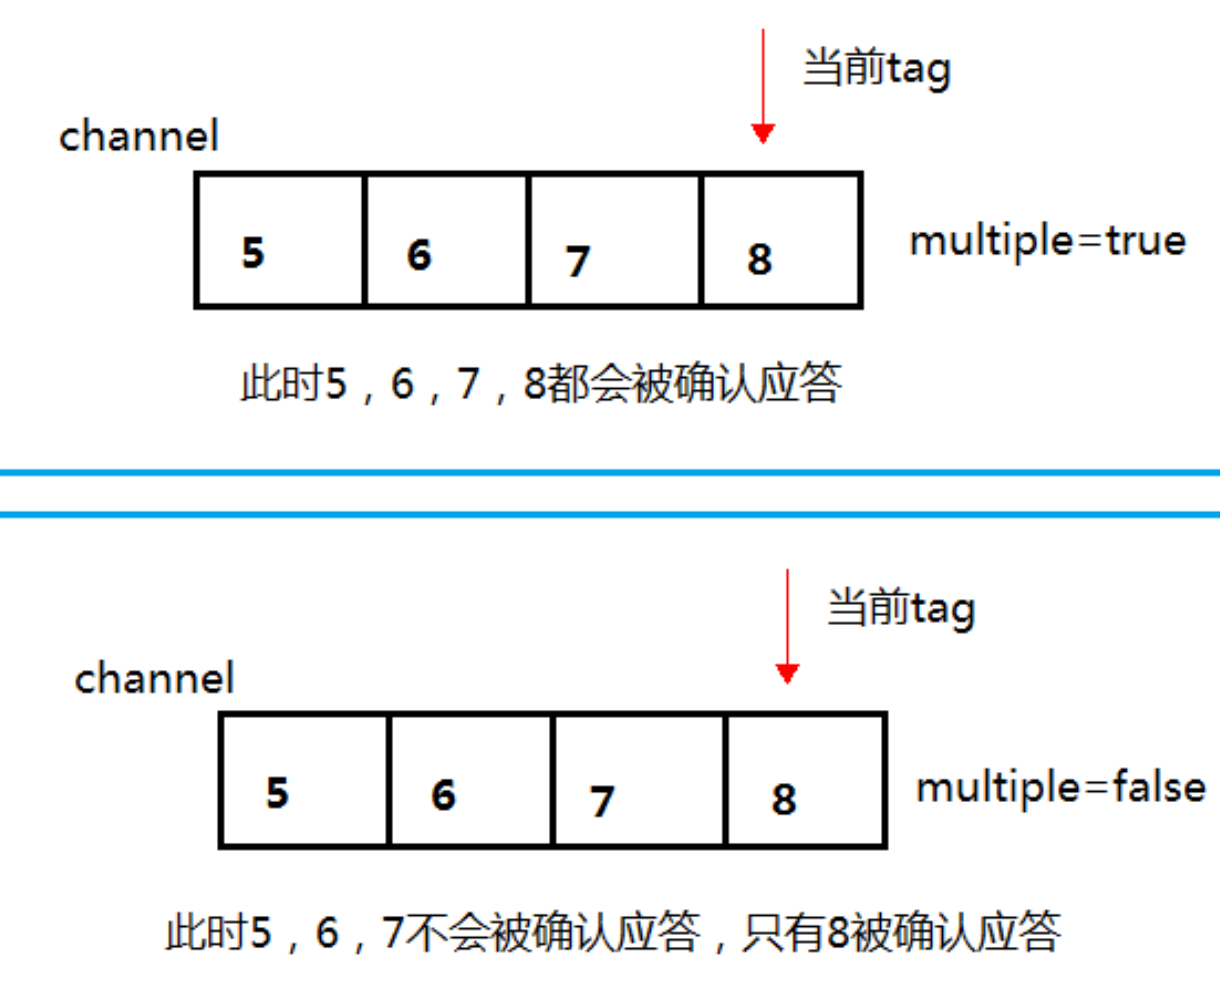 当前tag
channel
5 6 7 8
multiple=true
此时5，6，7，8都会被确认应答
当前tag
channel
5 6 7 8
multiple=false
此时5，6，7不会被确认应答，只有8被确认应答